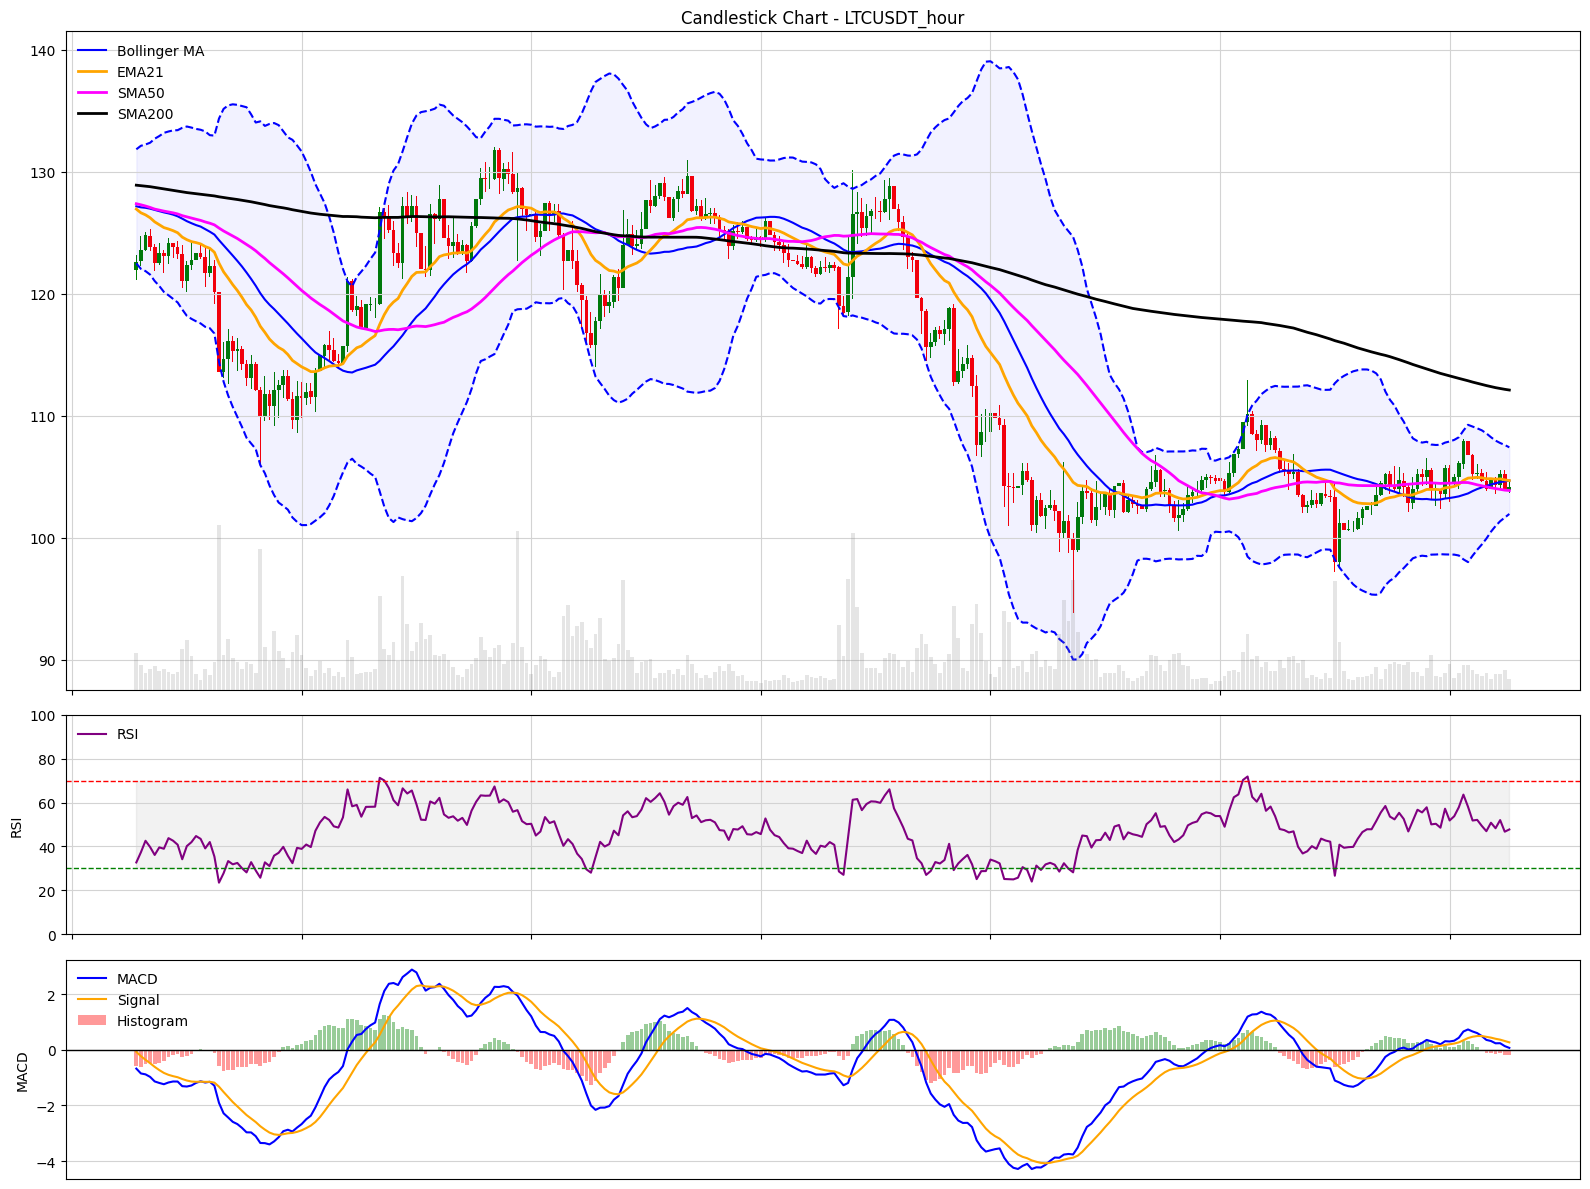 Candlestick Chart - LTCUSDT_hour
Bollinger MA
EMA21
SMA50
SMA200
140
130
120
110
100
90
RSI
100
80
60
40
20
0
RSI
MACD
Signal
Histogram
2
0
−2
−4
MACD